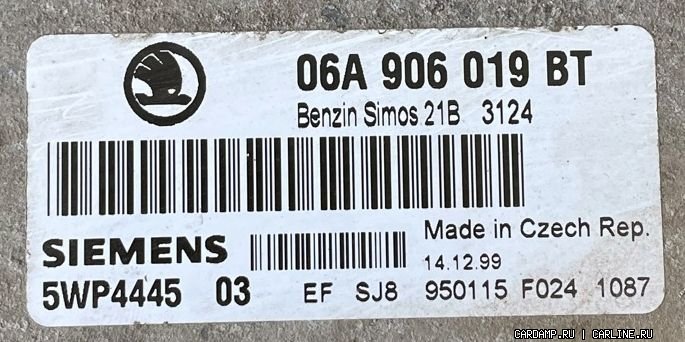 06A 906 019 BT
Benzin Simos 21B 3124
SIEMENS
Made in Czech Rep.
14.12.99
5WP4445 03 EF SJ8 950115 F024 1087
CARDAMP.RU | CARLINE.RU